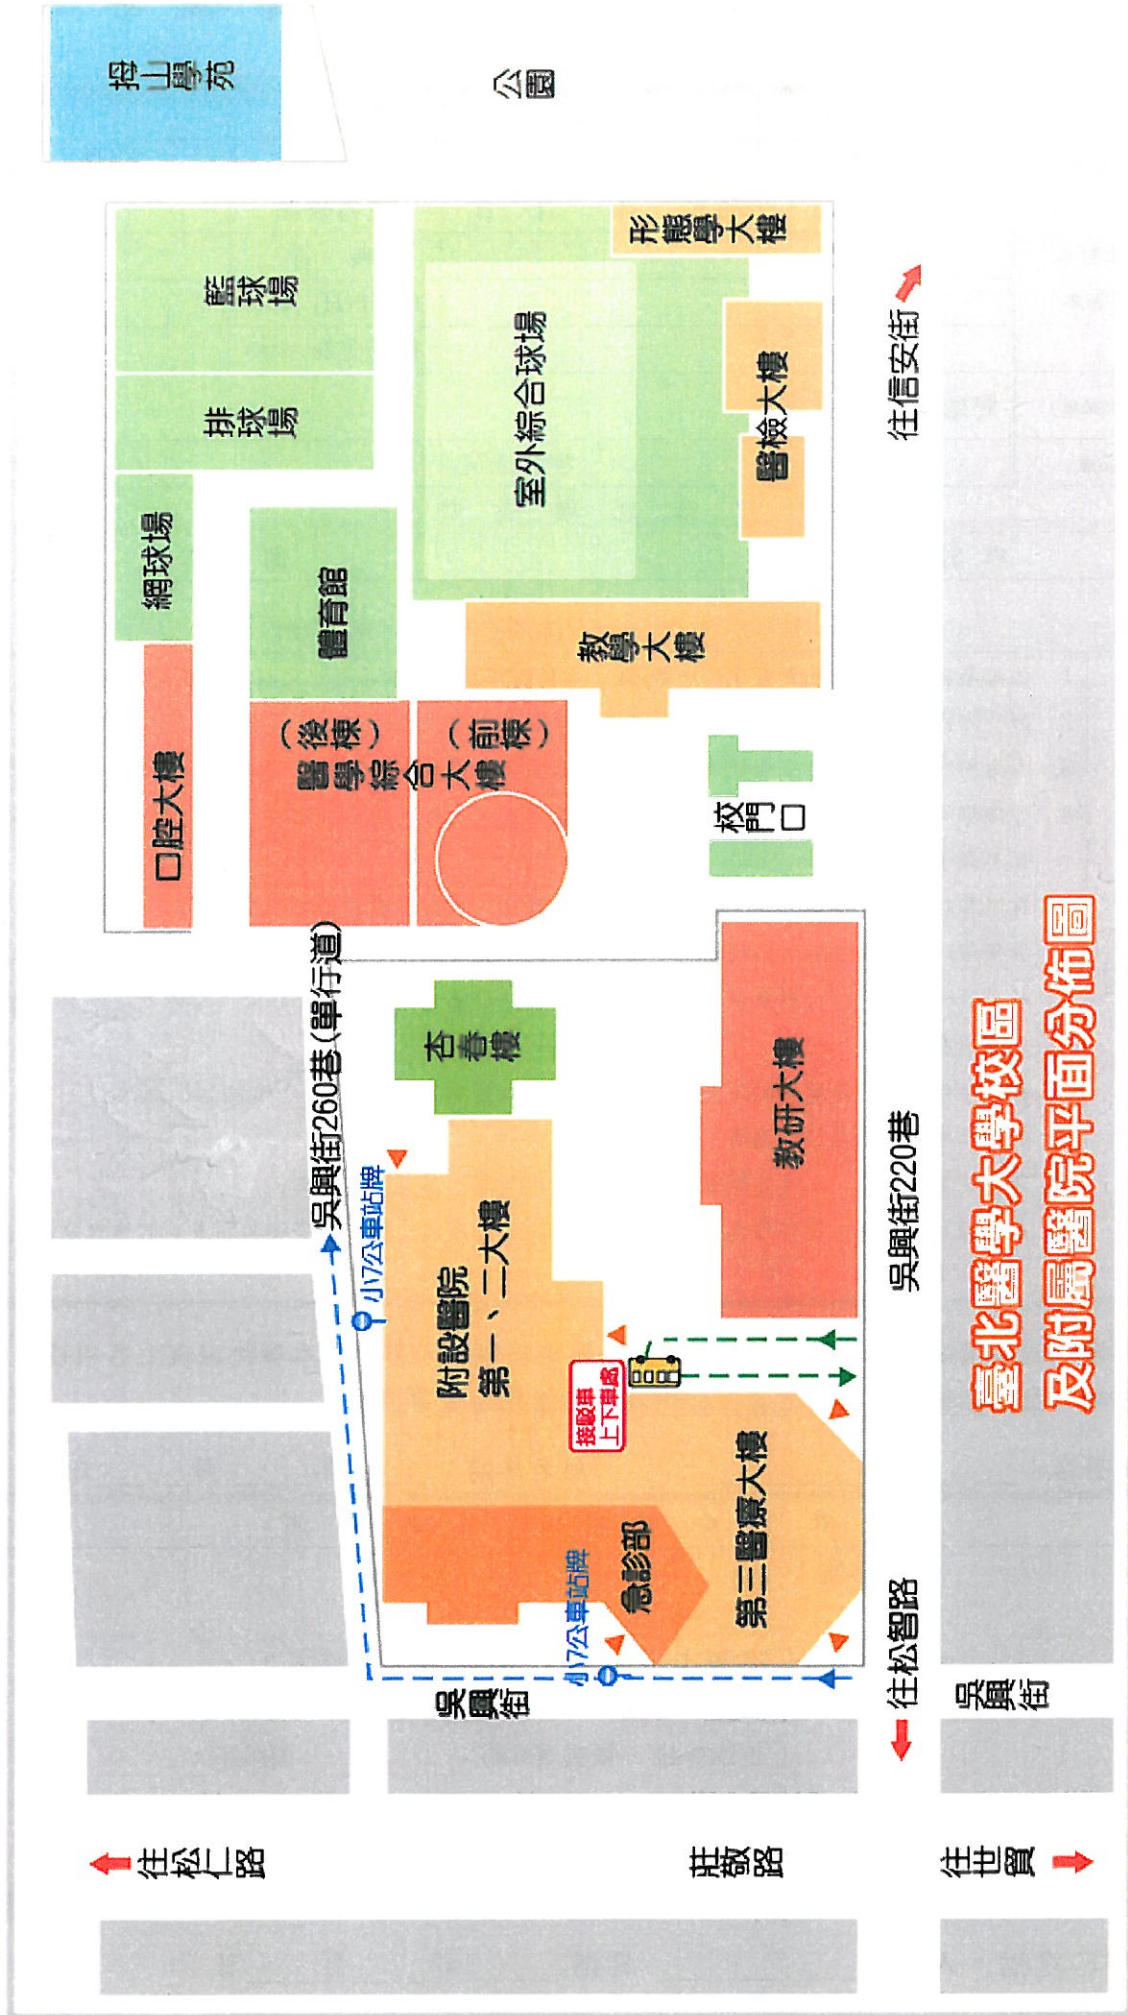 拇山學苑
公園
籃球場
排球場
網球場
口腔大樓
體育館
室外綜合球場
形態學大樓
醫檢大樓
教學大樓
(後棟)
(前棟)
醫學綜合大樓
校門口
往信安街
吳興街260巷(單行道)
杏春樓
小7公車站牌
附設醫院
第一、二大樓
教研大樓
吳興街220巷
接駁車
上下車處
急診部
小7公車站牌
第三醫療大樓
吳興街
往松智路
吳興街
往松仁路
莊敬路
往世貿
臺北醫學大學校區
及附屬醫院平面分布圖